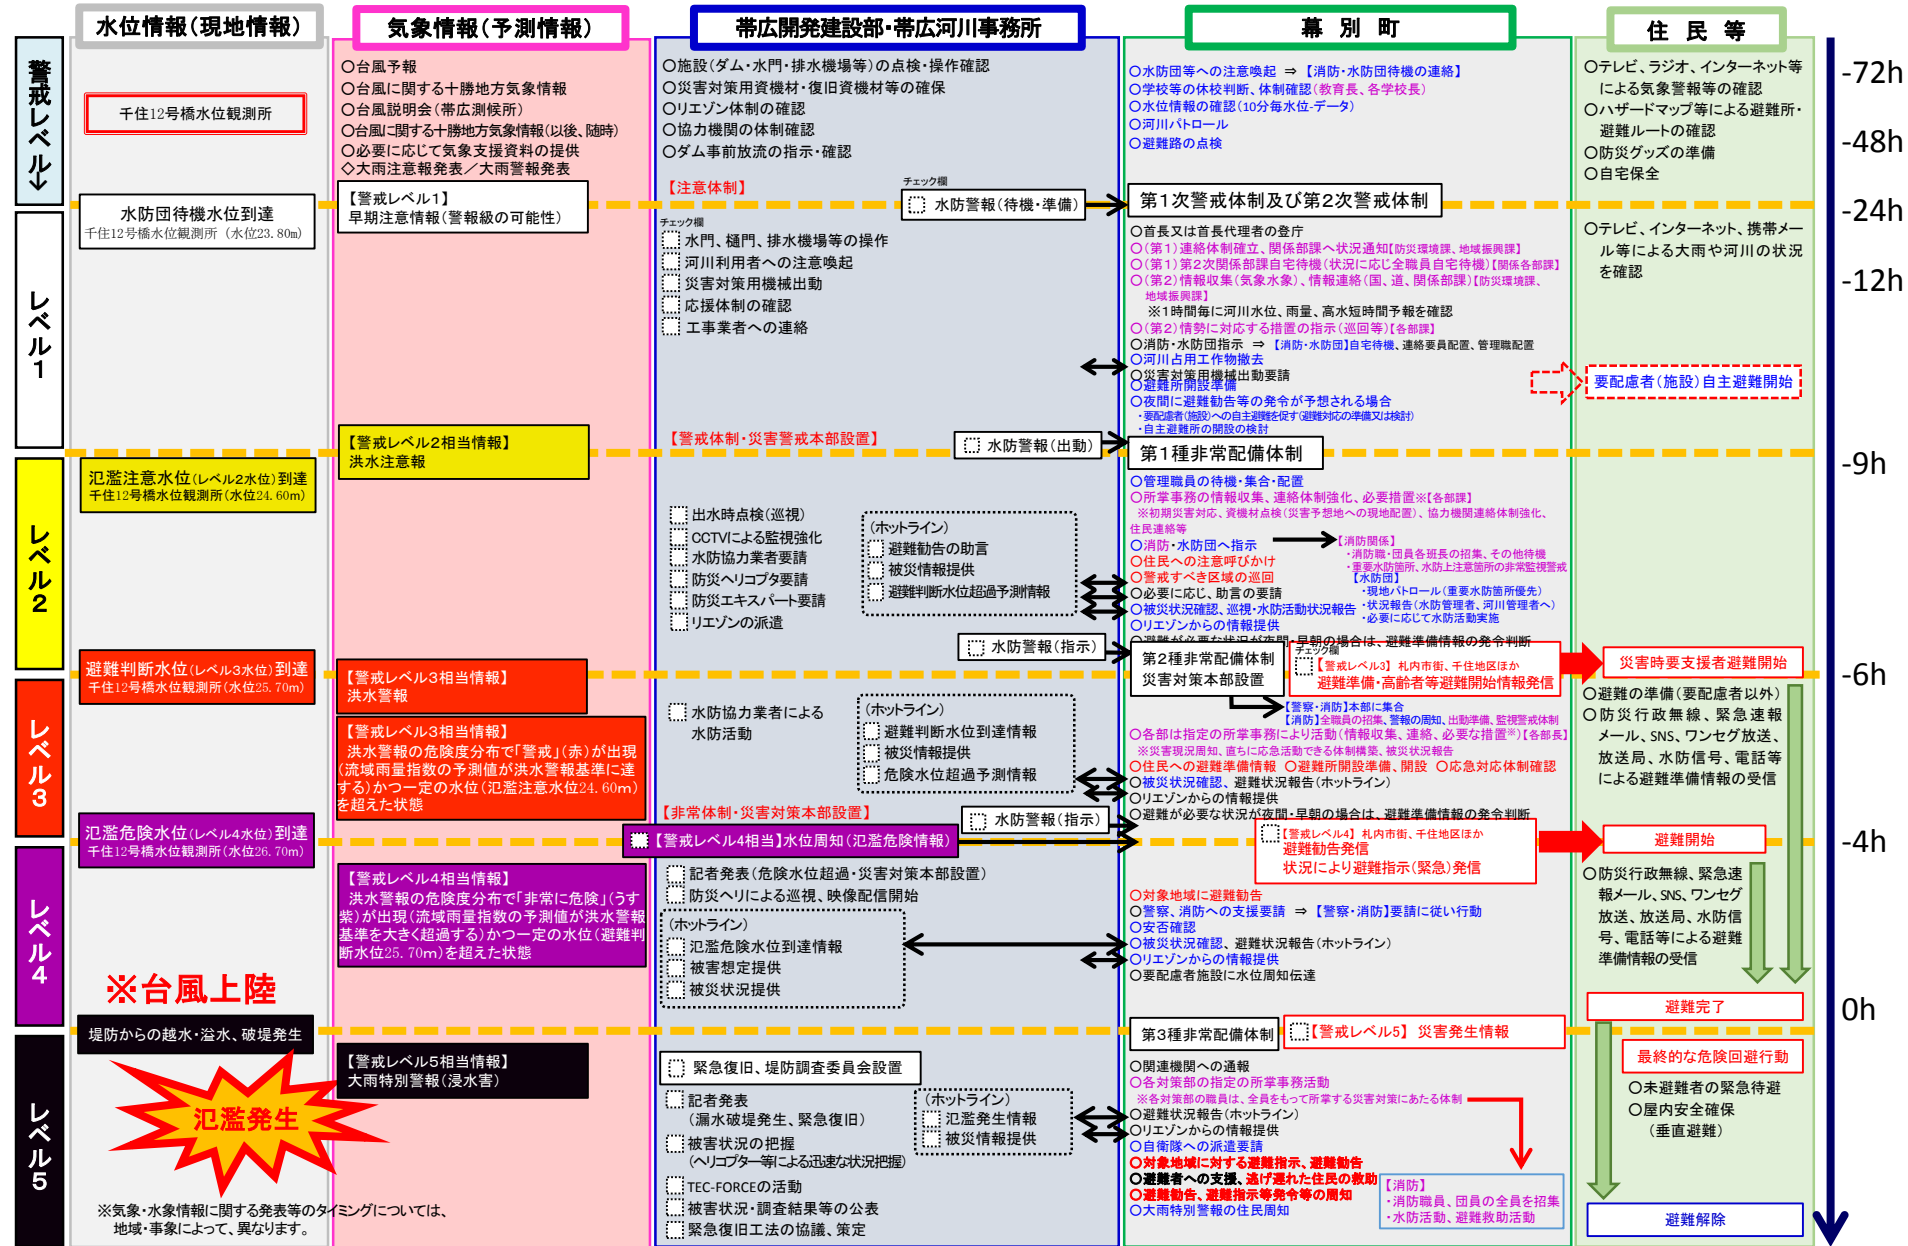 水位情報(現地情報)
気象情報(予測情報)
帯広開発建設部・帯広河川事務所
幕別町
住民等
警戒レベル→
千住12号橋水位観測所
水防団待機水位到達
千住12号橋水位観測所 (水位23.80m)
レベル1
氾濫注意水位(レベル2水位)到達
千住12号橋水位観測所(水位24.60m)
レベル2
避難判断水位(レベル3水位)到達
千住12号橋水位観測所(水位25.70m)
レベル3
氾濫危険水位(レベル4水位)到達
千住12号橋水位観測所(水位26.70m)
レベル4
※台風上陸
堤防からの越水・溢水、破堤発生
氾濫発生
レベル5
※気象・水象情報に関する発表等のタイミングについては、
地域・事象によって、異なります。
○台風予報
○台風に関する十勝地方気象情報
○台風説明会(帯広測候所)
○台風に関する十勝地方気象情報(以後、随時)
○必要に応じて気象支援資料の提供
◇大雨注意報発表/大雨警報発表
【警戒レベル1】
早期注意情報(警報級の可能性)
【警戒レベル2相当情報】
洪水注意報
【警戒レベル3相当情報】
洪水警報
【警戒レベル3相当情報】
洪水警報の危険度分布で「警戒」(赤)が出現
(流域雨量指数の予測値が洪水警報基準に達
する)かつ一定の水位(氾濫注意水位24.60m)
を超えた状態
【警戒レベル4相当情報】
洪水警報の危険度分布で「非常に危険」(うす
紫)が出現(流域雨量指数の予測値が洪水警報
基準を大きく超過する)かつ一定の水位(避難判
断水位25.70m)を超えた状態
【警戒レベル5相当情報】
大雨特別警報(浸水害)
○施設(ダム・水門・排水機場等)の点検・操作確認
○災害対策用資機材・復旧資機材等の確保
○リエゾン体制の確認
○協力機関の体制確認
○ダム事前放流の指示・確認
【注意体制】
チェック欄
水防警報(待機・準備)
チェック欄
水門、樋門、排水機場等の操作
河川利用者への注意喚起
災害対策用機械出動
応援体制の確認
工事業者への連絡
【警戒体制・災害警戒本部設置】
水防警報(出動)
出水時点検(巡視)
CCTVによる監視強化
水防協力業者要請
防災ヘリコプタ要請
防災エキスパート要請
リエゾンの派遣
(ホットライン)
避難勧告の助言
被災情報提供
避難判断水位超過予測情報
水防警報(指示)
水防協力業者による
水防活動
(ホットライン)
避難判断水位到達情報
被災情報提供
危険水位超過予測情報
【非常体制・災害対策本部設置】
水防警報(指示)
【警戒レベル4相当】水位周知(氾濫危険情報)
記者発表(危険水位超過・災害対策本部設置)
防災ヘリによる巡視、映像配信開始
(ホットライン)
氾濫危険水位到達情報
被害想定提供
被災状況提供
緊急復旧、堤防調査委員会設置
記者発表
(漏水破堤発生、緊急復旧)
被害状況の把握
(ヘリコプター等による迅速な状況把握)
TEC-FORCEの活動
被害状況・調査結果等の公表
緊急復旧工法の協議、策定
(ホットライン)
氾濫発生情報
被災情報提供
○水防団等への注意喚起 ⇒ 【消防・水防団待機の連絡】
○学校等の休校判断、体制確認(教育長、各学校長)
○水位情報の確認(10分毎水位-データ)
○河川パトロール
○避難路の点検
第1次警戒体制及び第2次警戒体制
○首長又は首長代理者の登庁
○(第1)連絡体制確立、関係部課へ状況通知【防災環境課、地域振興課】
○(第1)第2次関係部課自宅待機(状況に応じ全職員自宅待機)【関係各部課】
○(第2)情報収集(気象水象)、情報連絡(国、道、関係部課)【防災環境課、
地域振興課】
※1時間毎に河川水位、雨量、高水短時間予報を確認
○(第2)情勢に対応する措置の指示(巡回等)【各部課】
○消防・水防団指示 ⇒ 【消防・水防団】自宅待機、連絡要員配置、管理職配置
○河川占用工作物撤去
○災害対策用機械出動要請
○避難所開設準備
○夜間に避難勧告等の発令が予想される場合
・要配慮者(施設)への自主避難を促す(避難対応の準備又は検討)
・自主避難所の開設の検討
第1種非常配備体制
○管理職員の待機・集合・配置
○所掌事務の情報収集、連絡体制強化、必要措置※【各部課】
※初期災害対応、資機材点検(災害予想地への現地配置)、協力機関連絡体制強化、
住民連絡等
○消防・水防団へ指示
【消防関係】
・消防職・団員各班長の招集、その他待機
・重要水防箇所、水防上注意箇所の非常監視警戒
○住民への注意呼びかけ
○警戒すべき区域の巡回
○必要に応じ、助言の要請
○被災状況確認、巡視・水防活動状況報告
○リエゾンからの情報提供
○避難が必要な状況が夜間・早朝の場合は、避難準備情報の発令判断
【水防団】
・現地パトロール(重要水防箇所優先)
・状況報告(水防管理者、河川管理者へ)
・必要に応じて水防活動実施
第2種非常配備体制
災害対策本部設置
チェック欄
【警戒レベル3】 札内市街、千住地区ほか
避難準備・高齢者等避難開始情報発信
【警察・消防】本部に集合
【消防】全職員の招集、警報の周知、出動準備、監視警戒体制
○各部は指定の所掌事務により活動(情報収集、連絡、必要な措置※)【各部長】
※災害現況周知、直ちに応急活動できる体制構築、被災状況報告
○住民への避難準備情報 ○避難所開設準備、開設 ○応急対応体制確認
○被災状況確認、避難状況報告(ホットライン)
○リエゾンからの情報提供
○避難が必要な状況が夜間・早朝の場合は、避難準備情報の発令判断
【警戒レベル4】 札内市街、千住地区ほか
避難勧告発信
状況により避難指示(緊急)発信
○対象地域に避難勧告
○警察、消防への支援要請 ⇒ 【警察・消防】要請に従い行動
○安否確認
○被災状況確認、避難状況報告(ホットライン)
○リエゾンからの情報提供
○要配慮者施設に水位周知伝達
第3種非常配備体制
【警戒レベル5】 災害発生情報
○関連機関への通報
○各対策部の指定の所掌事務活動
※各対策部の職員は、全員をもって所掌する災害対策にあたる体制
○避難状況報告(ホットライン)
○リエゾンからの情報提供
○自衛隊への派遣要請
○対象地域に対する避難指示、避難勧告
○避難者への支援、逃げ遅れた住民の救助
○避難勧告、避難指示等発令等の周知
○大雨特別警報の住民周知
【消防】
・消防職員、団員の全員を招集
・水防活動、避難救助活動
○テレビ、ラジオ、インターネット等
による気象警報等の確認
○ハザードマップ等による避難所・
避難ルートの確認
○防災グッズの準備
○自宅保全
○テレビ、インターネット、携帯メー
ル等による大雨や河川の状況
を確認
要配慮者(施設)自主避難開始
災害時要支援者避難開始
○避難の準備(要配慮者以外)
○防災行政無線、緊急速報
メール、SNS、ワンセグ放送、
放送局、水防信号、電話等
による避難準備情報の受信
避難開始
○防災行政無線、緊急速
報メール、SNS、ワンセグ
放送、放送局、水防信
号、電話等による避難
準備情報の受信
避難完了
最終的な危険回避行動
○未避難者の緊急待避
○屋内安全確保
(垂直避難)
避難解除
-72h
-48h
-24h
-12h
-9h
-6h
-4h
0h